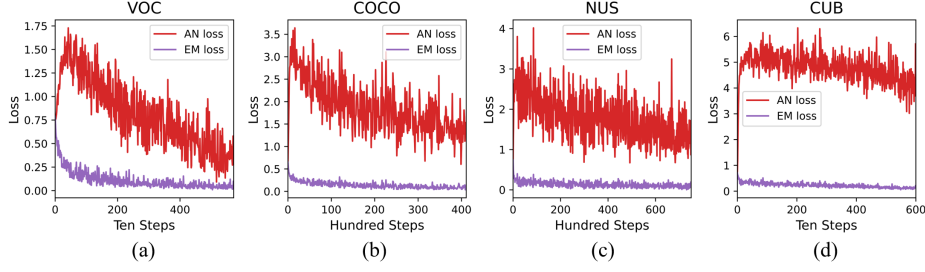 VOC
AN loss
EM loss
1.75
1.50
1.25
1.00
0.75
0.50
0.25
0.00
Loss
0 200 400
Ten Steps
(a)
COCO
AN loss
EM loss
3.5
3.0
2.5
2.0
1.5
1.0
0.5
0.0
Loss
0 100 200 300 400
Hundred Steps
(b)
NUS
AN loss
EM loss
4
3
2
1
0
Loss
0 200 400 600
Hundred Steps
(c)
CUB
AN loss
EM loss
6
5
4
3
2
1
0
Loss
0 200 400 600
Ten Steps
(d)